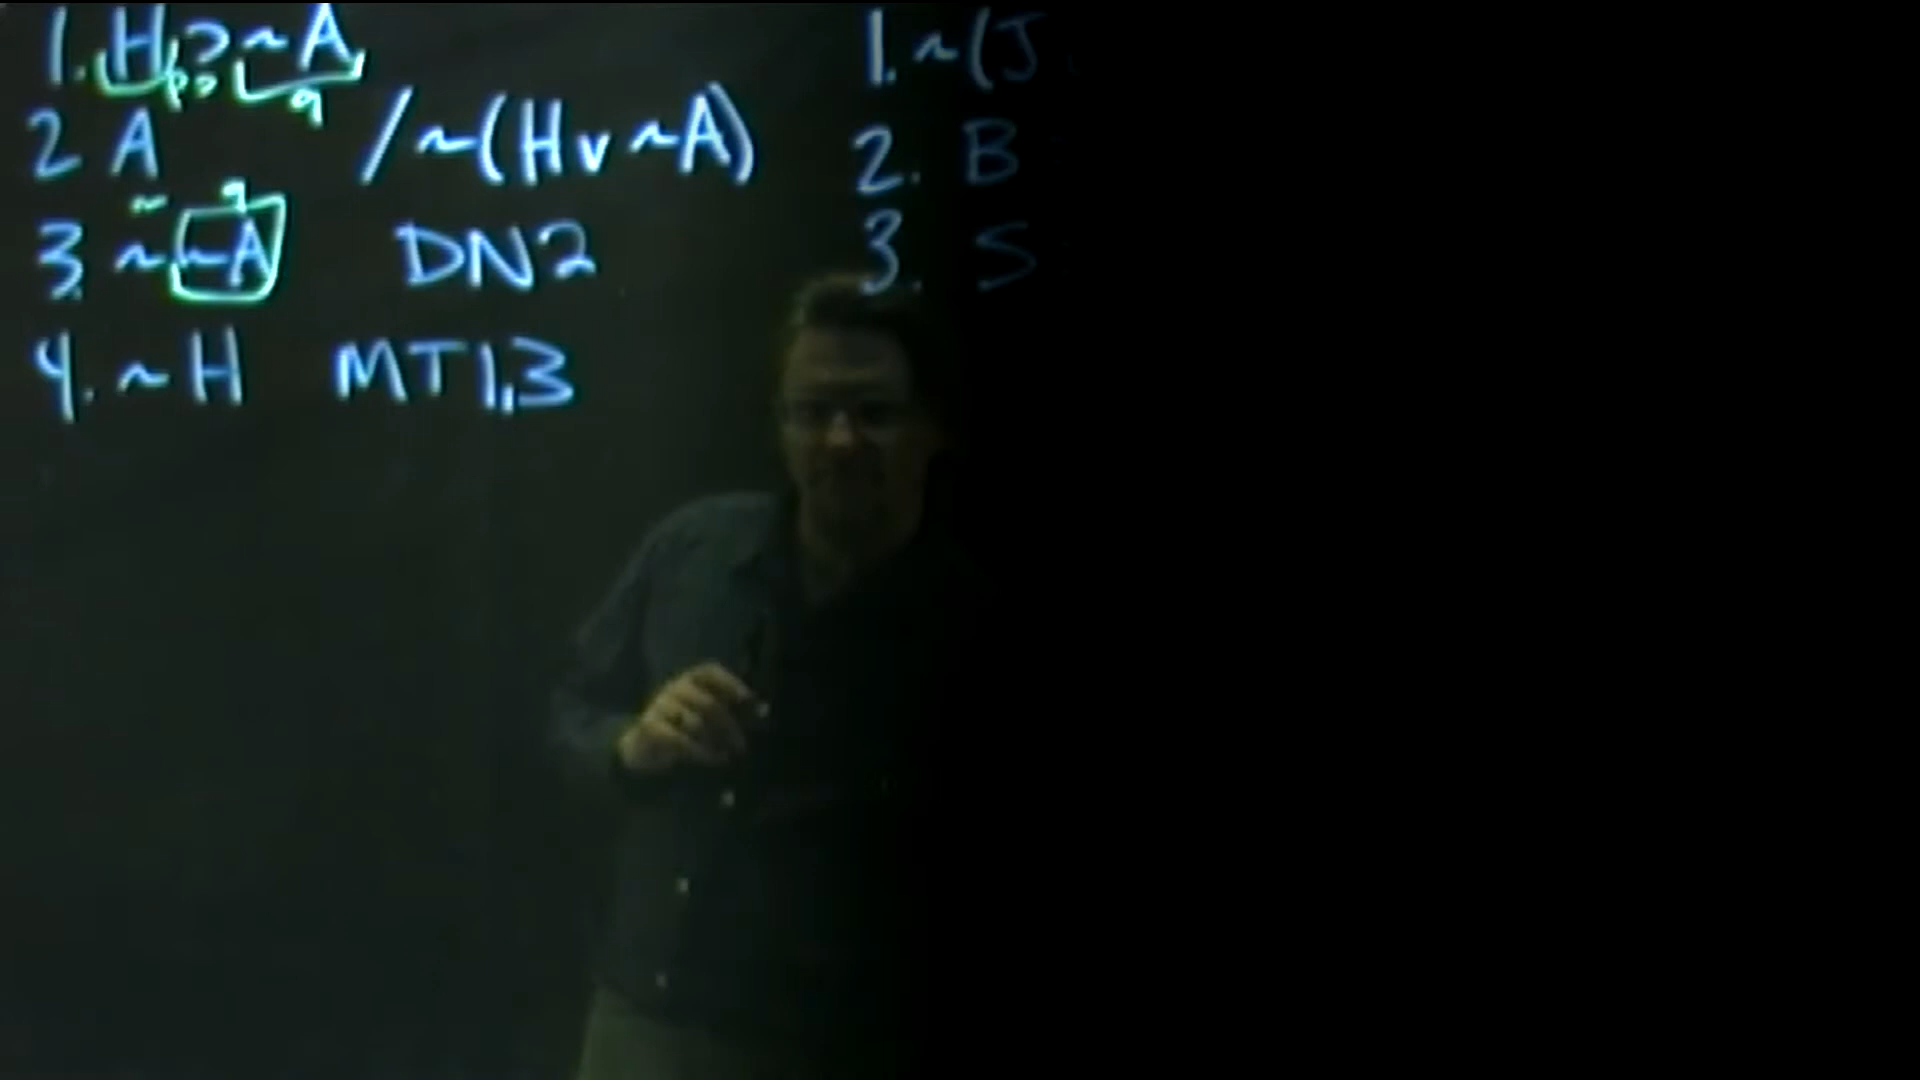 1. H ⊃ ~A
p ⊃ q
2 A / ~(H v ~A)
~ q
3. ~~A DN2
4. ~H MT1,3
1. ~(J
2. B
3. S